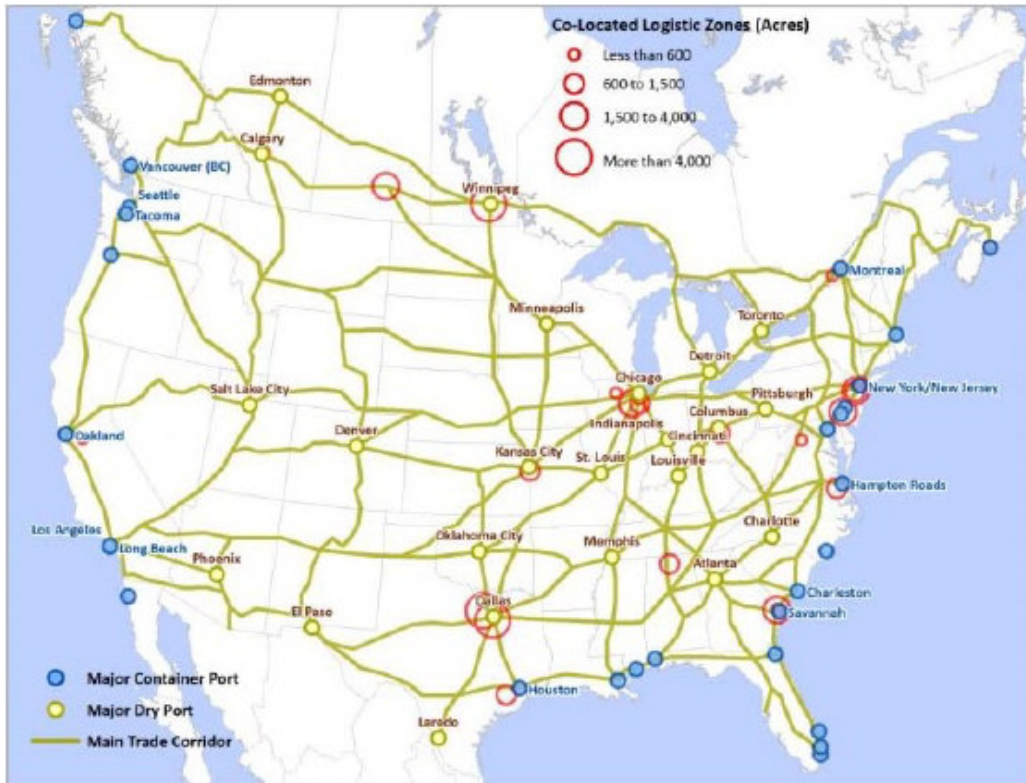 Co-Located Logistic Zones (Acres)
Less than 600
600 to 1,500
1,500 to 4,000
More than 4,000
Edmonton
Calgary
Vancouver (BC)
Winnipeg
Seattle
Tacoma
Montreal
Minneapolis
Toronto
Detroit
Salt Lake City
Chicago
New York/New Jersey
Pittsburgh
Columbus
Indianapolis
Denver
Cincinnati
Oakland
Kansas City
St. Louis
Louisville
Hampton Roads
Los Angeles
Oklahoma City
Memphis
Charlotte
Long Beach
Phoenix
Atlanta
Charleston
Dallas
El Paso
Savannah
Major Container Port
Houston
Major Dry Port
Laredo
Main Trade Corridor